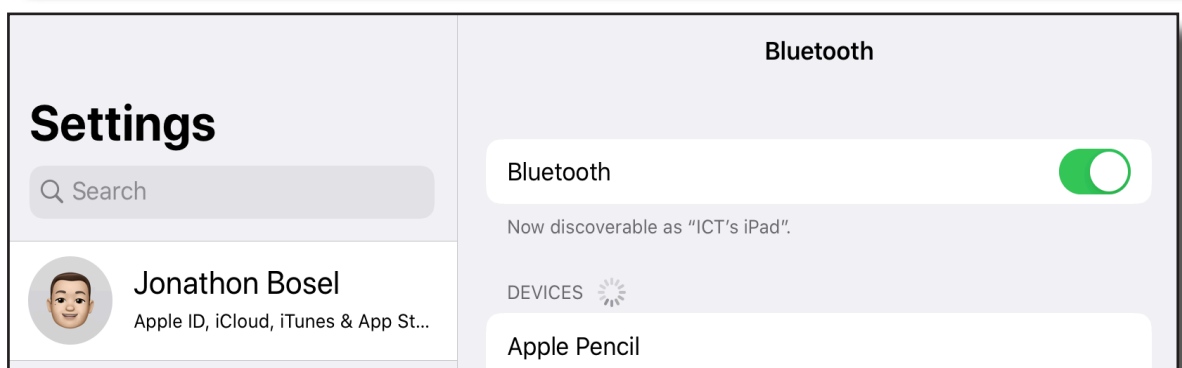 Settings
Search
Jonathon Bosel
Apple ID, iCloud, iTunes & App St...
Bluetooth
Bluetooth
Now discoverable as “ICT’s iPad”.
DEVICES
Apple Pencil